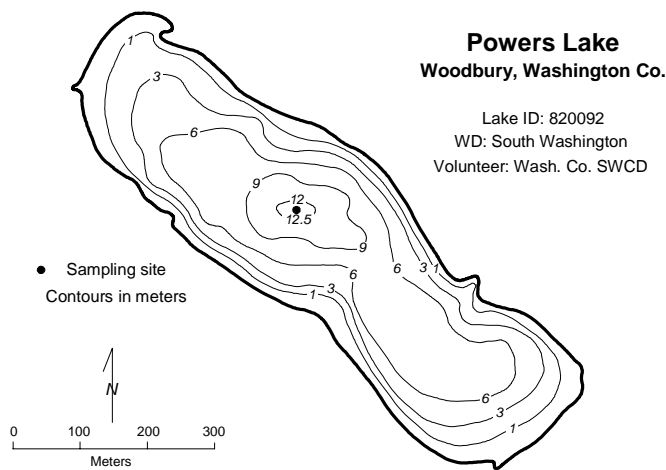 Powers Lake
Woodbury, Washington Co.
Lake ID: 820092
WD: South Washington
Volunteer: Wash. Co. SWCD
1
3
6
9
12
12.5
9
6
3
1
6
3
1
6
3
1
Sampling site
Contours in meters
N
0 100 200 300
Meters